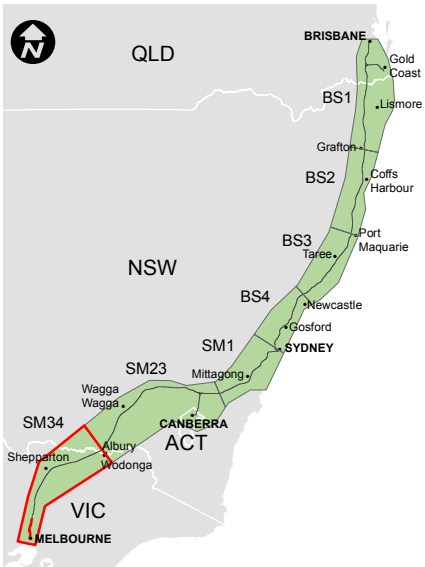 BRISBANE
N
QLD
Gold
Coast
BS1
Lismore
Grafton
BS2
Coffs
Harbour
BS3
Port
Maquarie
Taree
NSW
BS4
Newcastle
Gosford
SM1
SYDNEY
SM23
Mittagong
Wagga
Wagga
SM34
CANBERRA
ACT
Albury
Shepparton
Wodonga
VIC
MELBOURNE